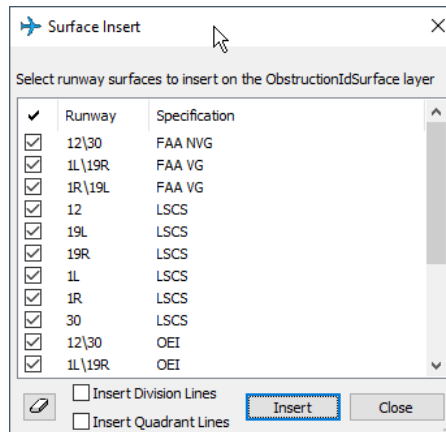 Surface Insert
Select runway surfaces to insert on the ObstructionIdSurface layer
Runway Specification
12\30 FAA NVG
1L\19R FAA VG
1R\19L FAA VG
12 LSCS
19L LSCS
19R LSCS
1L LSCS
1R LSCS
30 LSCS
12\30 OEI
1L\19R OEI
Insert Division Lines
Insert Quadrant Lines
Insert Close